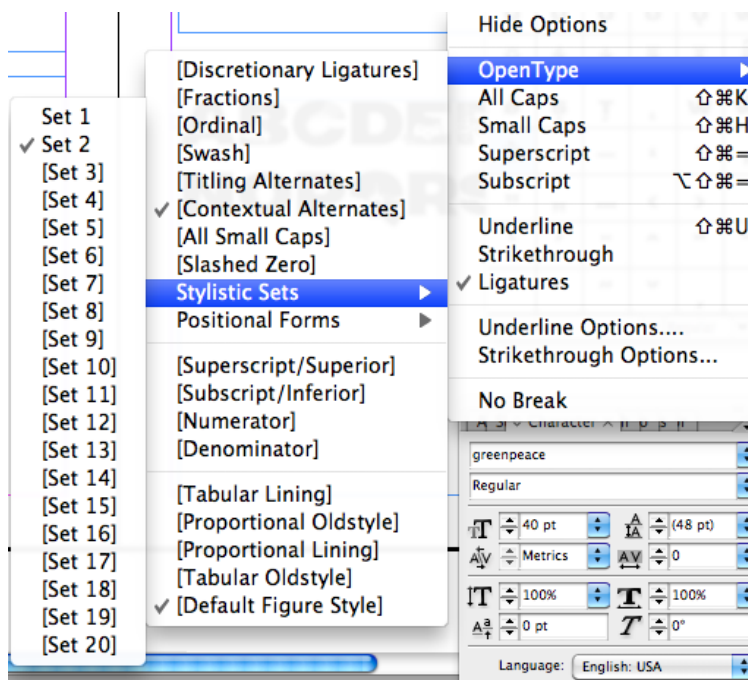 Hide Options
OpenType
All Caps ⇧⌘K
Small Caps ⇧⌘H
Superscript ⇧⌘=
Subscript ⌥⇧⌘=
Underline ⇧⌘U
Strikethrough
Ligatures
Underline Options....
Strikethrough Options...
No Break
[Discretionary Ligatures]
[Fractions]
[Ordinal]
[Swash]
[Titling Alternates]
[Contextual Alternates]
[All Small Caps]
[Slashed Zero]
Stylistic Sets
Positional Forms
[Superscript/Superior]
[Subscript/Inferior]
[Numerator]
[Denominator]
[Tabular Lining]
[Proportional Oldstyle]
[Proportional Lining]
[Tabular Oldstyle]
[Default Figure Style]
Set 1
Set 2
[Set 3]
[Set 4]
[Set 5]
[Set 6]
[Set 7]
[Set 8]
[Set 9]
[Set 10]
[Set 11]
[Set 12]
[Set 13]
[Set 14]
[Set 15]
[Set 16]
[Set 17]
[Set 18]
[Set 19]
[Set 20]
Character
greenpeace
Regular
40 pt (48 pt)
Metrics 0
100% 100%
0 pt 0°
Language: English: USA